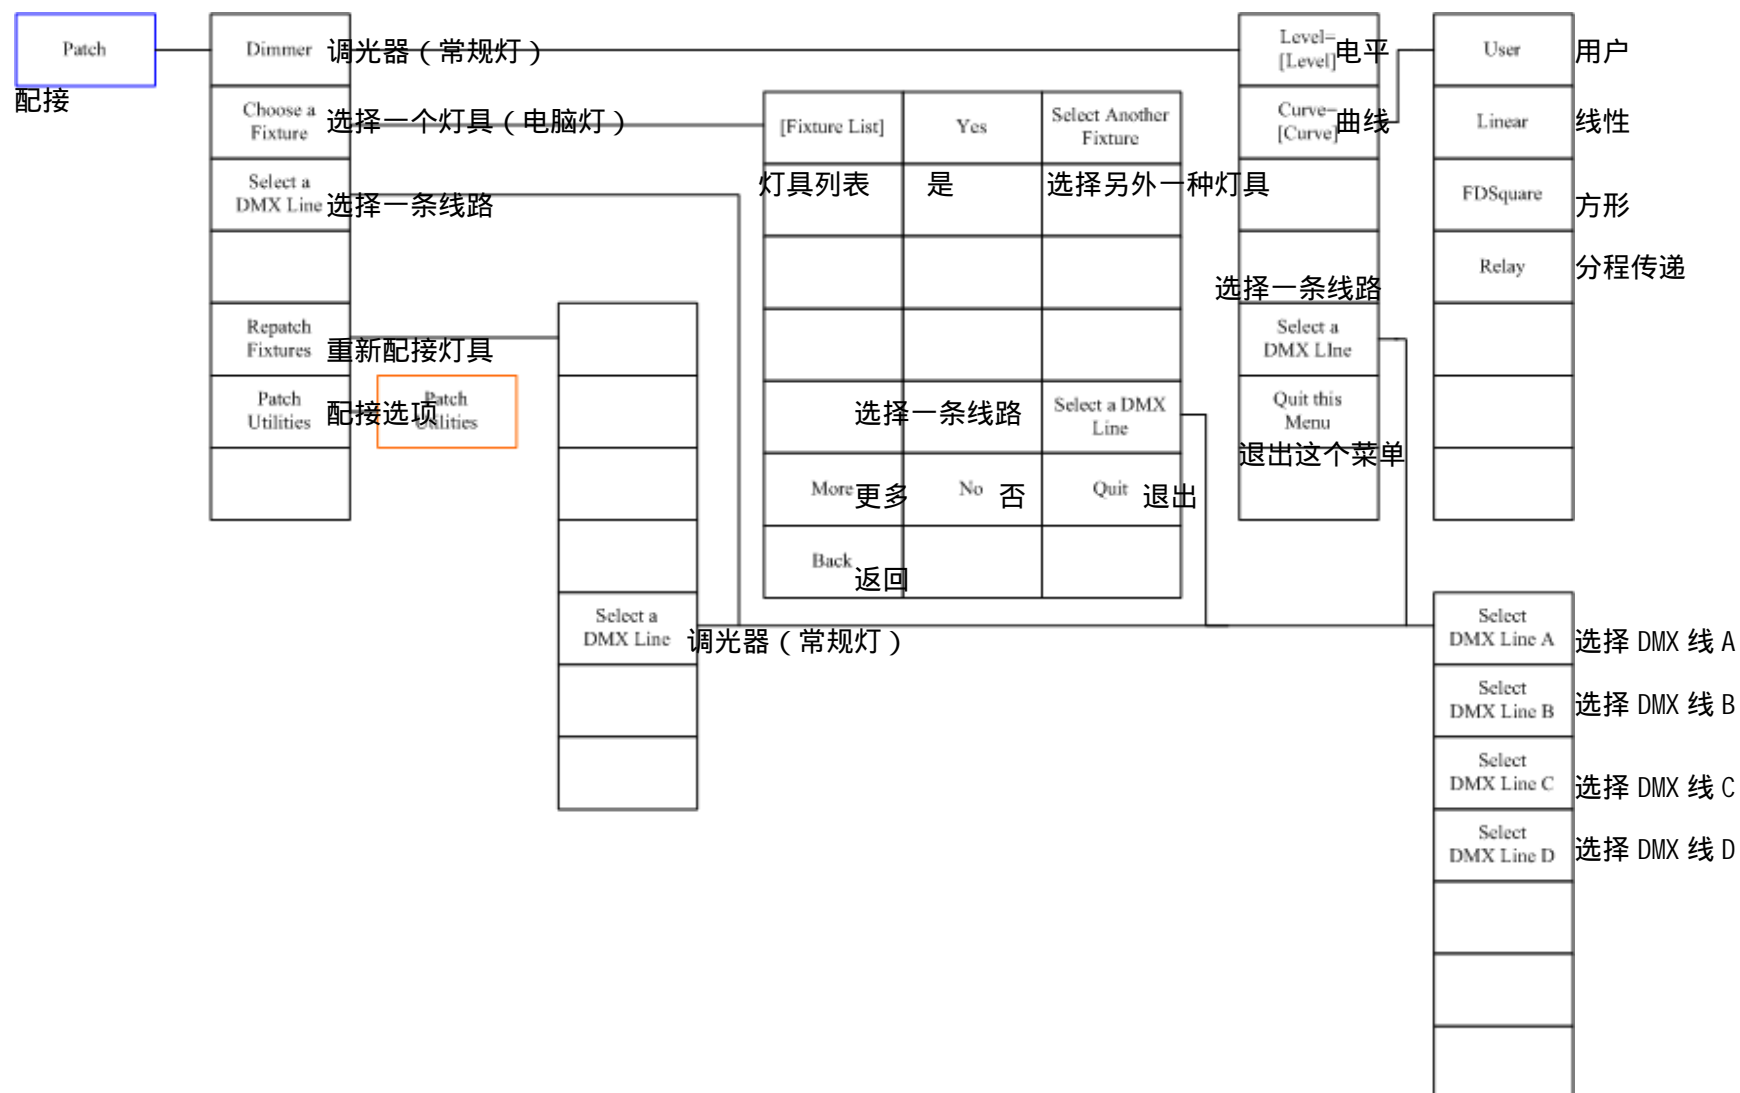 Patch
配接
Dimmer
调光器（常规灯）
Choose a
Fixture
选择一个灯具（电脑灯）
Select a
DMX Line
选择一条线路
Repatch
Fixtures
重新配接灯具
Patch
Utilities
配接选项
Patch
Utilities
Select a
DMX Line
调光器（常规灯）
[Fixture List]
Yes
Select Another
Fixture
灯具列表
是
选择另外一种灯具
选择一条线路
Select a DMX
Line
More
更多
No
否
Quit
退出
Back
返回
Level=
[Level]
电平
Curve=
[Curve]
曲线
选择一条线路
Select a
DMX LIne
Quit this
Menu
退出这个菜单
User
用户
Linear
线性
FDSquare
方形
Relay
分程传递
Select
DMX Line A
选择 DMX 线 A
Select
DMX Line B
选择 DMX 线 B
Select
DMX Line C
选择 DMX 线 C
Select
DMX Line D
选择 DMX 线 D